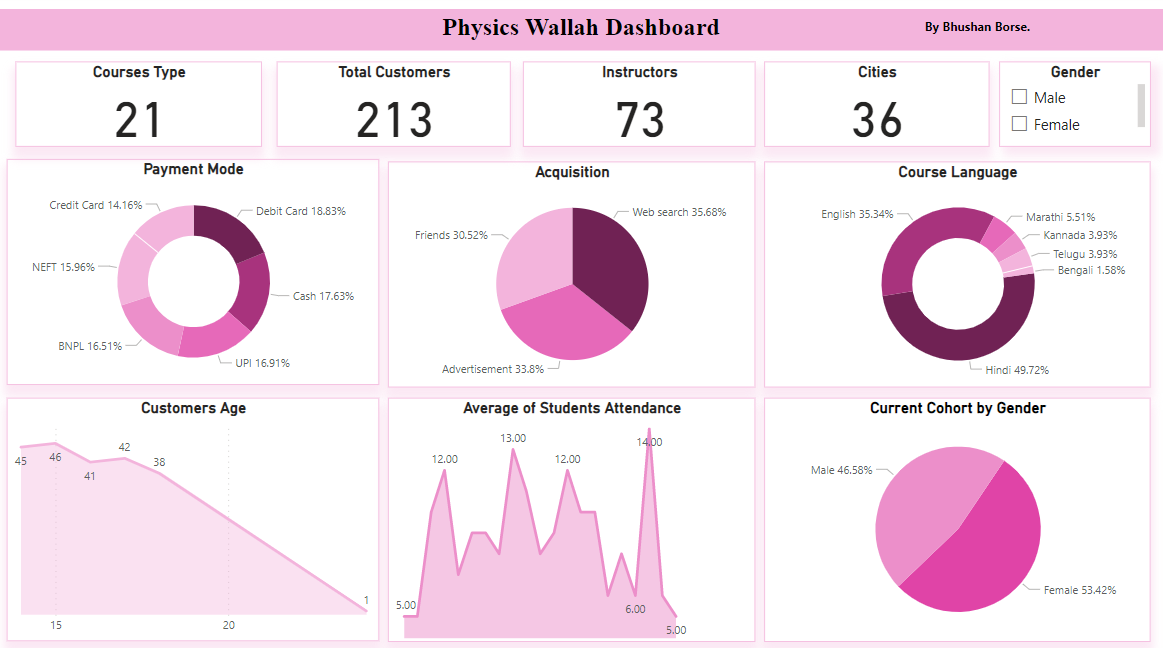 Physics Wallah Dashboard
By Bhushan Borse.
Courses Type
21
Total Customers
213
Instructors
73
Cities
36
Gender
Male
Female
Payment Mode
Credit Card 14.16%
Debit Card 18.83%
NEFT 15.96%
Cash 17.63%
BNPL 16.51%
UPI 16.91%
Acquisition
Web search 35.68%
Friends 30.52%
Advertisement 33.8%
Course Language
English 35.34%
Marathi 5.51%
Kannada 3.93%
Telugu 3.93%
Bengali 1.58%
Hindi 49.72%
Customers Age
45
46
41
42
38
1
15
20
Average of Students Attendance
5.00
12.00
13.00
12.00
6.00
14.00
5.00
Current Cohort by Gender
Male 46.58%
Female 53.42%